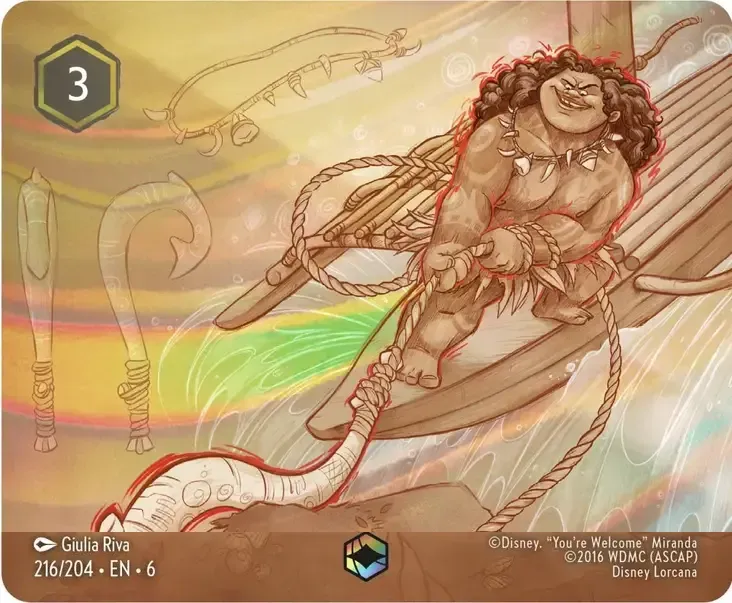 3
Giulia Riva
216/204 • EN • 6
©Disney. “You’re Welcome” Miranda
©2016 WDMC (ASCAP)
Disney Lorcana